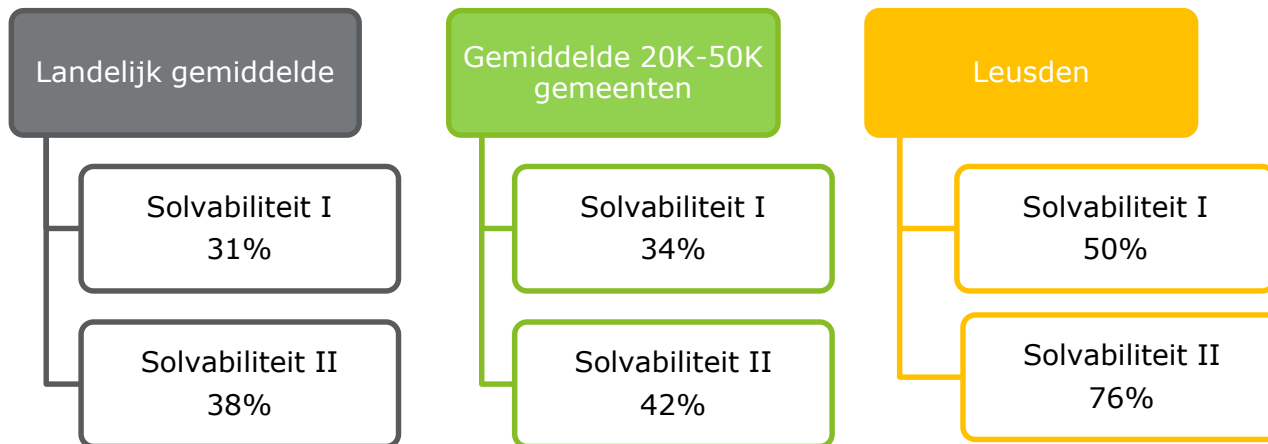 Landelijk gemiddelde
Solvabiliteit I
31%
Solvabiliteit II
38%
Gemiddelde 20K-50K
gemeenten
Solvabiliteit I
34%
Solvabiliteit II
42%
Leusden
Solvabiliteit I
50%
Solvabiliteit II
76%